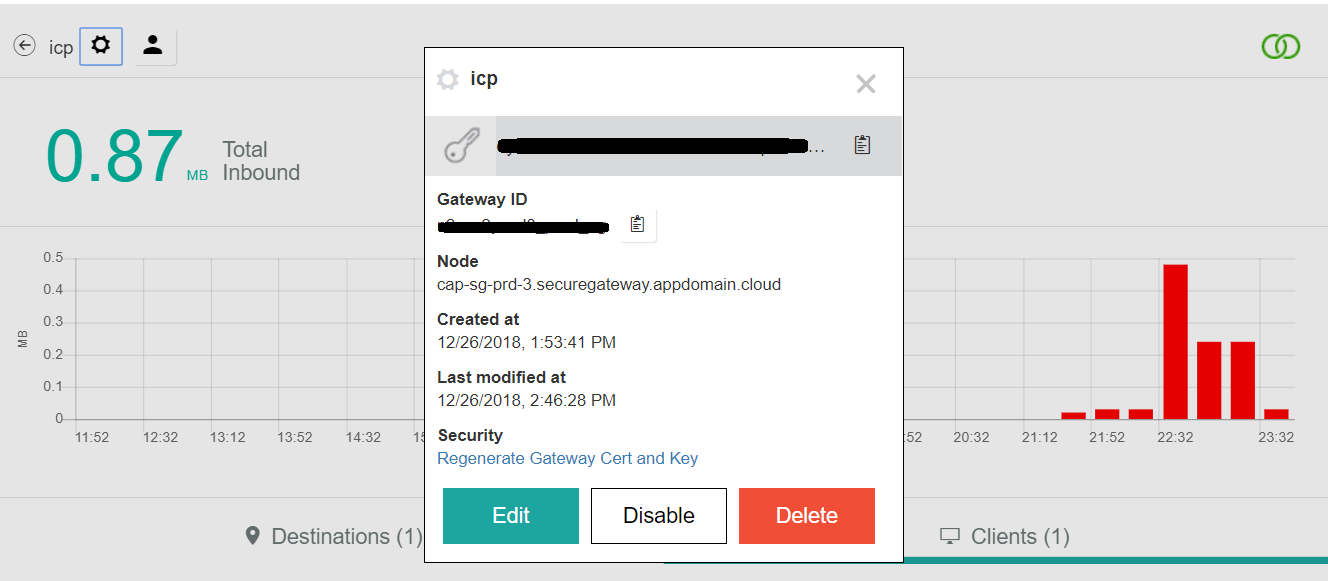 icp
icp
0.87 MB Total Inbound
Gateway ID
Node
cap-sg-prd-3.securegateway.appdomain.cloud
Created at
12/26/2018, 1:53:41 PM
Last modified at
12/26/2018, 2:46:28 PM
Security
Regenerate Gateway Cert and Key
Edit Disable Delete
0.5
0.4
0.3
0.2
0.1
0
MB
11:52 12:32 13:12 13:52 14:32 :52 20:32 21:12 21:52 22:32 23:32
Destinations (1) Clients (1)